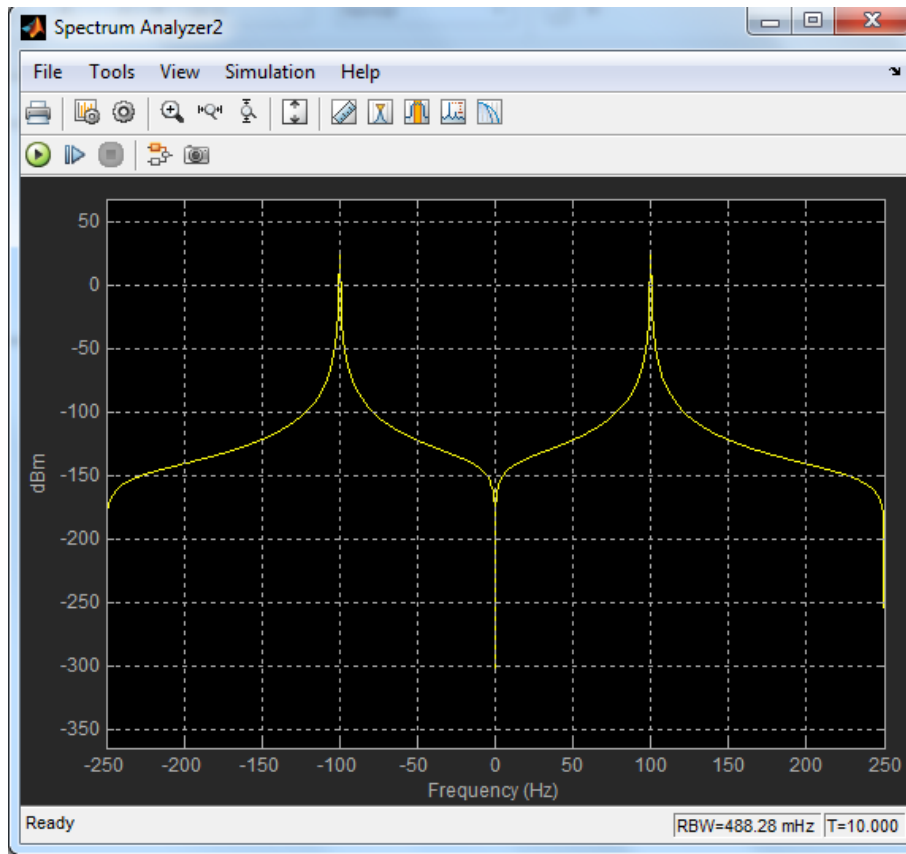 Spectrum Analyzer2
File Tools View Simulation Help
50
0
-50
-100
-150
-200
-250
-300
-350
dBm
-250 -200 -150 -100 -50 0 50 100 150 200 250
Frequency (Hz)
Ready RBW=488.28 mHz T=10.000